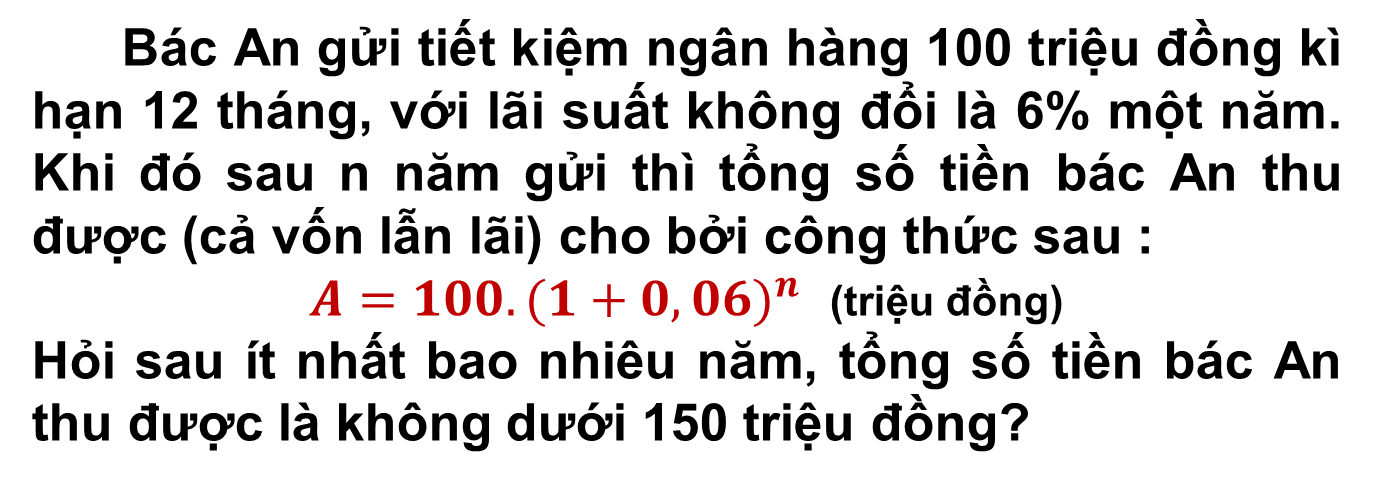 Bác An gửi tiết kiệm ngân hàng 100 triệu đồng kì
hạn 12 tháng, với lãi suất không đổi là 6% một năm.
Khi đó sau n năm gửi thì tổng số tiền bác An thu
được (cả vốn lẫn lãi) cho bởi công thức sau :
A = 100. (1 + 0, 06)ⁿ (triệu đồng)
Hỏi sau ít nhất bao nhiêu năm, tổng số tiền bác An
thu được là không dưới 150 triệu đồng?